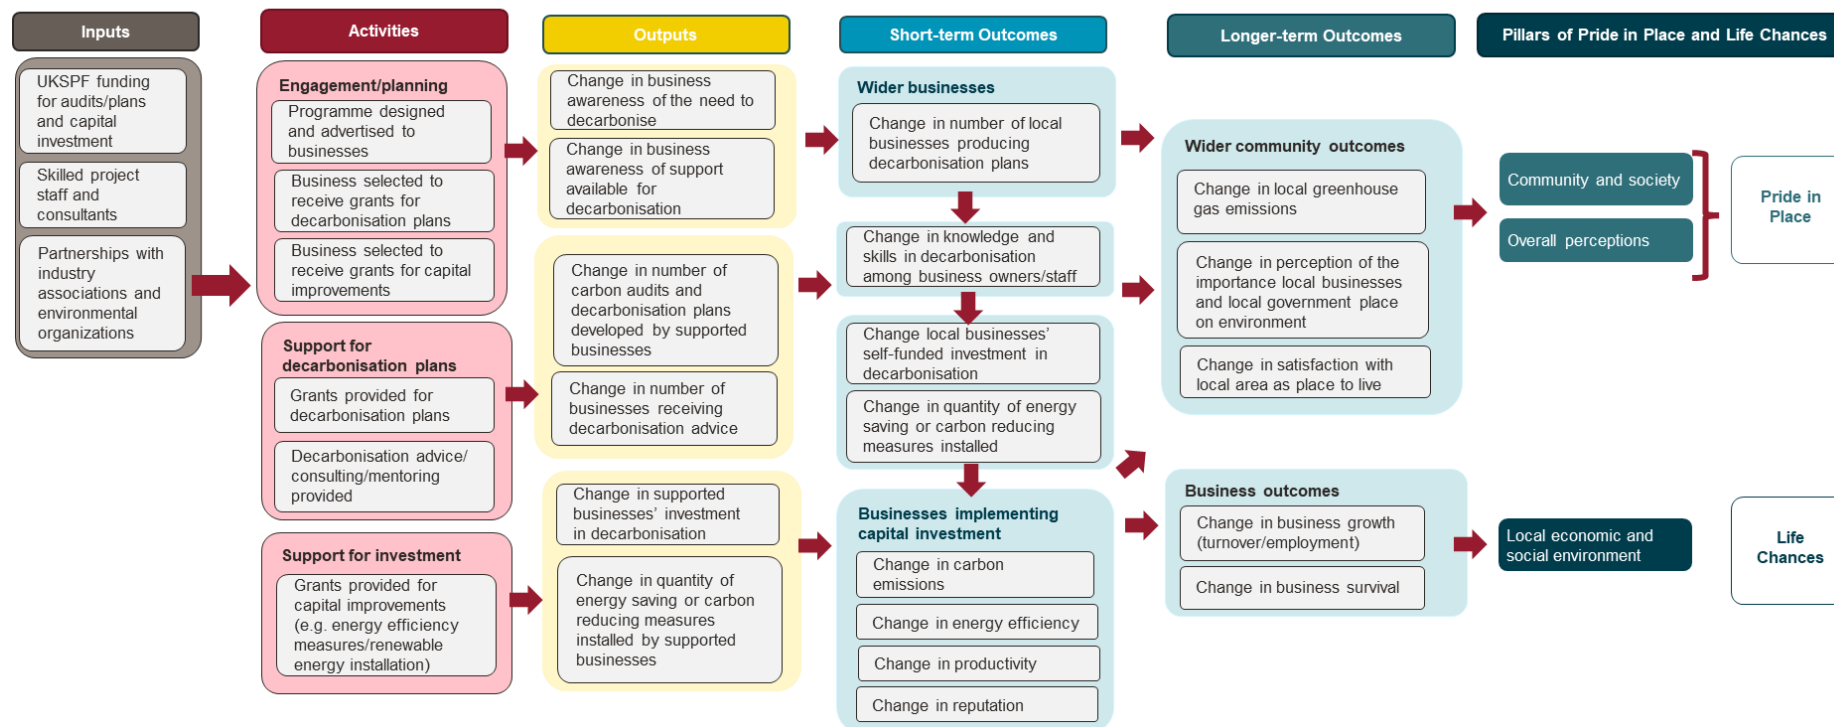 Inputs
Activities
Outputs
Short-term Outcomes
Longer-term Outcomes
Pillars of Pride in Place and Life Chances
UKSPF funding
for audits/plans
and capital
investment
Skilled project
staff and
consultants
Partnerships with
industry
associations and
environmental
organizations
Engagement/planning
Programme designed
and advertised to
businesses
Business selected to
receive grants for
decarbonisation plans
Business selected to
receive grants for capital
improvements
Support for
decarbonisation plans
Grants provided for
decarbonisation plans
Decarbonisation advice/
consulting/mentoring
provided
Support for investment
Grants provided for
capital improvements
(e.g. energy efficiency
measures/renewable
energy installation)
Change in business
awareness of the need to
decarbonise
Change in business
awareness of support
available for
decarbonisation
Change in number of
carbon audits and
decarbonisation plans
developed by supported
businesses
Change in number of
businesses receiving
decarbonisation advice
Change in supported
businesses' investment
in decarbonisation
Change in quantity of
energy saving or carbon
reducing measures
installed by supported
businesses
Wider businesses
Change in number of local
businesses producing
decarbonisation plans
Change in knowledge and
skills in decarbonisation
among business owners/staff
Change local businesses'
self-funded investment in
decarbonisation
Change in quantity of energy
saving or carbon reducing
measures installed
Businesses implementing
capital investment
Change in carbon
emissions
Change in energy efficiency
Change in productivity
Change in reputation
Wider community outcomes
Change in local greenhouse
gas emissions
Change in perception of the
importance local businesses
and local government place
on environment
Change in satisfaction with
local area as place to live
Business outcomes
Change in business growth
(turnover/employment)
Change in business survival
Community and society
Overall perceptions
Pride in
Place
Local economic and
social environment
Life
Chances